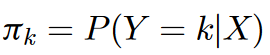 π_k = P(Y = k|X)